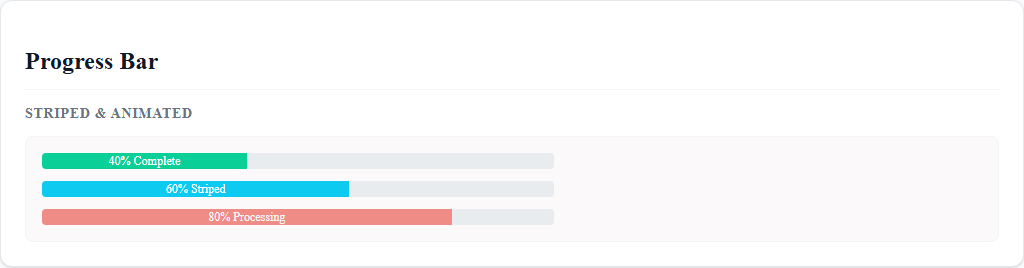 Progress Bar
STRIPED & ANIMATED
40% Complete
60% Striped
80% Processing